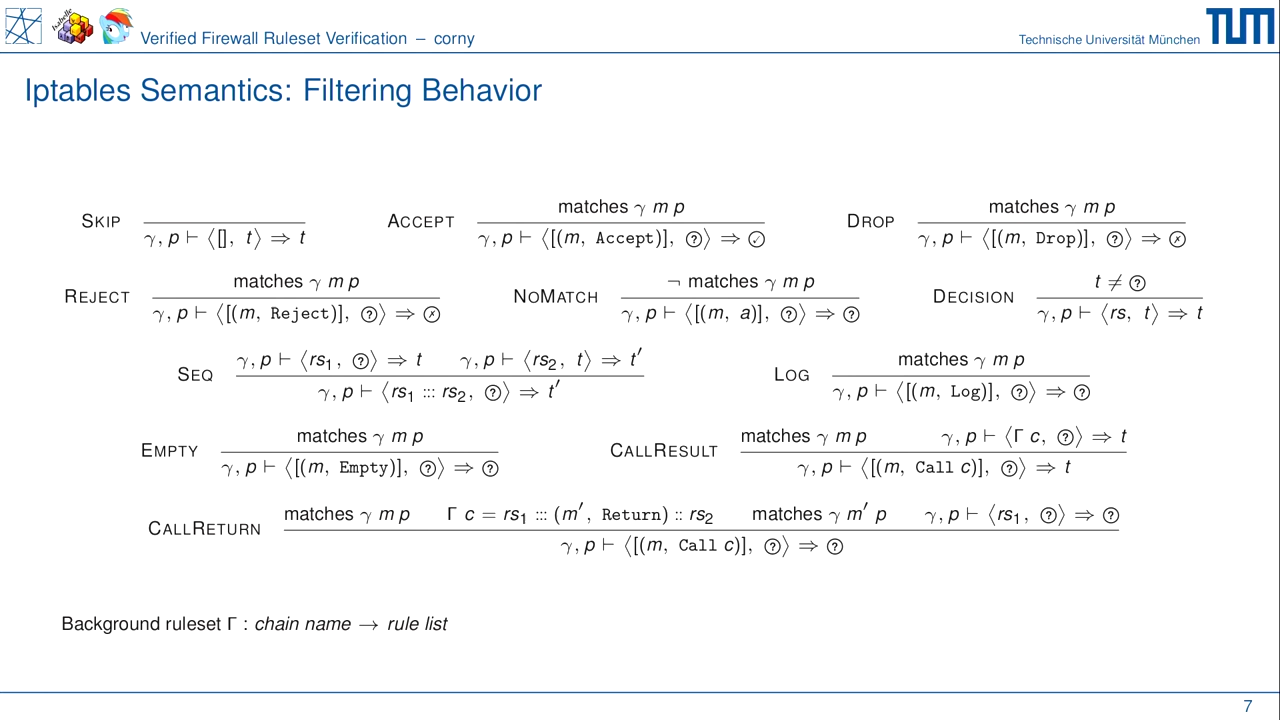 Isabelle
Verified Firewall Ruleset Verification – corny
Technische Universität München
TUM
Iptables Semantics: Filtering Behavior
SKIP
γ, p ⊢ ⟨[], t⟩ ⇒ t
ACCEPT
matches γ m p
γ, p ⊢ ⟨[(m, Accept)], ?⃝⟩ ⇒ ✓⃝
DROP
matches γ m p
γ, p ⊢ ⟨[(m, Drop)], ?⃝⟩ ⇒ ✗⃝
REJECT
matches γ m p
γ, p ⊢ ⟨[(m, Reject)], ?⃝⟩ ⇒ ✗⃝
NOMATCH
¬ matches γ m p
γ, p ⊢ ⟨[(m, a)], ?⃝⟩ ⇒ ?⃝
DECISION
t ≠ ?⃝
γ, p ⊢ ⟨rs, t⟩ ⇒ t
SEQ
γ, p ⊢ ⟨rs₁, ?⃝⟩ ⇒ t γ, p ⊢ ⟨rs₂, t⟩ ⇒ t′
γ, p ⊢ ⟨rs₁ ::: rs₂, ?⃝⟩ ⇒ t′
LOG
matches γ m p
γ, p ⊢ ⟨[(m, Log)], ?⃝⟩ ⇒ ?⃝
EMPTY
matches γ m p
γ, p ⊢ ⟨[(m, Empty)], ?⃝⟩ ⇒ ?⃝
CALLRESULT
matches γ m p γ, p ⊢ ⟨Γ c, ?⃝⟩ ⇒ t
γ, p ⊢ ⟨[(m, Call c)], ?⃝⟩ ⇒ t
CALLRETURN
matches γ m p Γ c = rs₁ ::: (m′, Return) :: rs₂ matches γ m′ p γ, p ⊢ ⟨rs₁, ?⃝⟩ ⇒ ?⃝
γ, p ⊢ ⟨[(m, Call c)], ?⃝⟩ ⇒ ?⃝
Background ruleset Γ : chain name → rule list
7